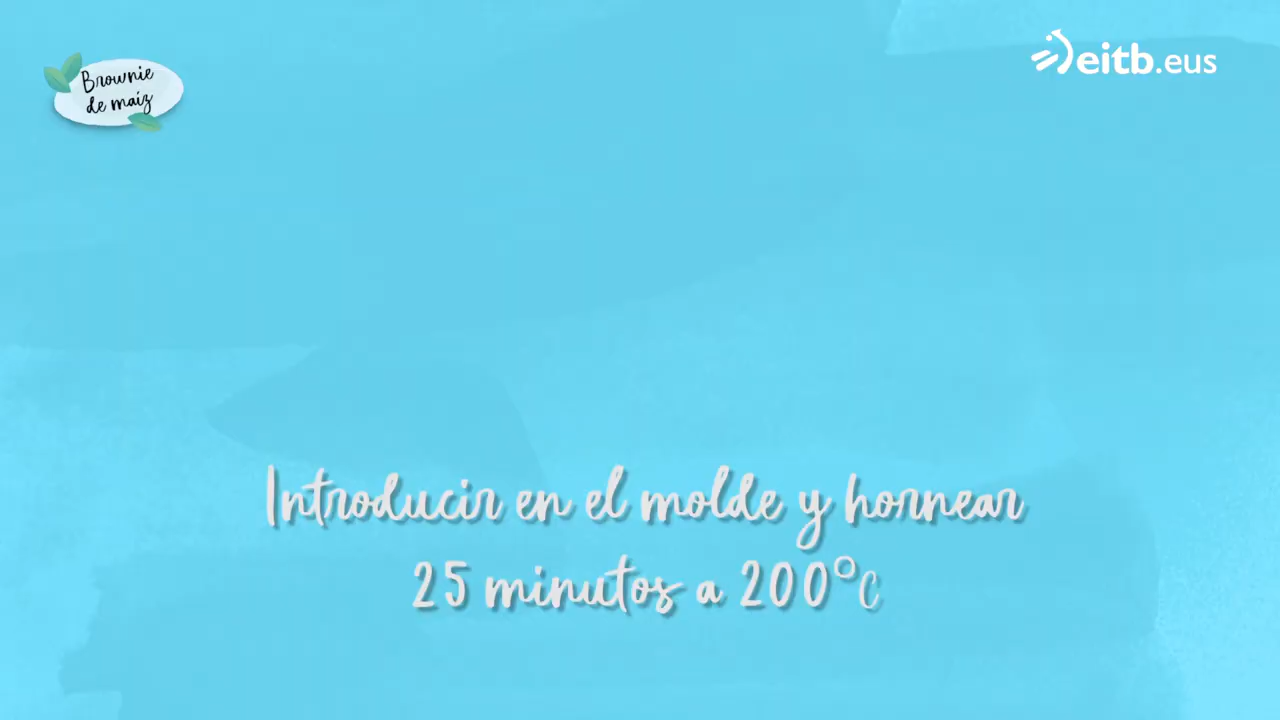 Brownie
de maíz
eitb.eus
Introducir en el molde y hornear
25 minutos a 200°C